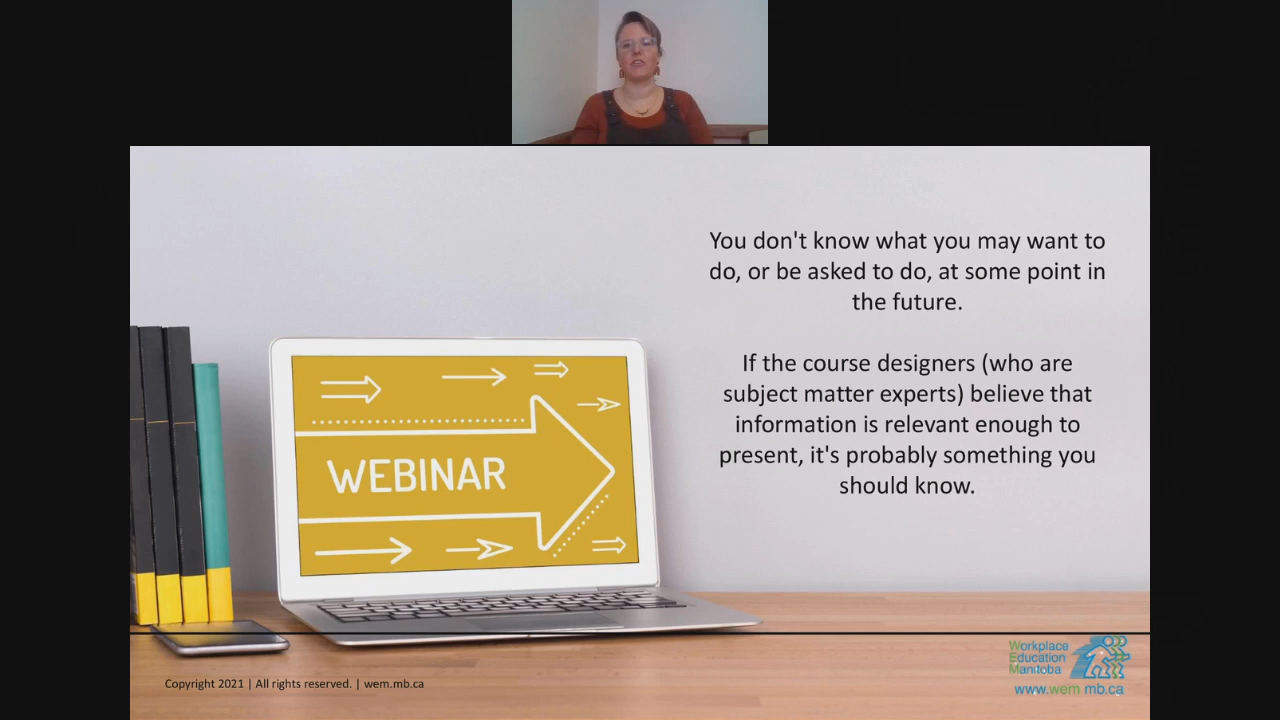 You don't know what you may want to
do, or be asked to do, at some point in
the future.
If the course designers (who are
subject matter experts) believe that
information is relevant enough to
present, it's probably something you
should know.
WEBINAR
Workplace
Education
Manitoba
www.wem mb.ca
Copyright 2021 | All rights reserved. | wem.mb.ca